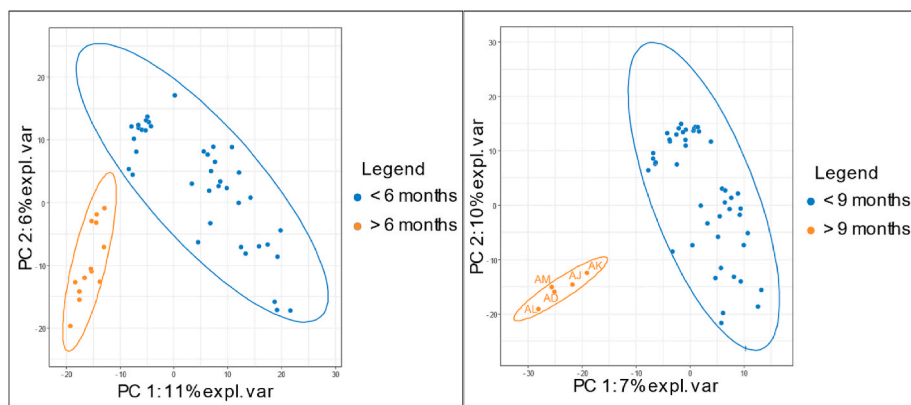 20
10
0
-10
-20
-20
-10
0
10
20
30
PC 2:6%expl.var
PC 1:11%expl.var
Legend
< 6 months
> 6 months
30
20
10
0
-10
-20
-30
-20
-10
0
10
PC 2:10%expl.var
PC 1:7%expl.var
AK
AJ
AM
AD
AL
Legend
< 9 months
> 9 months